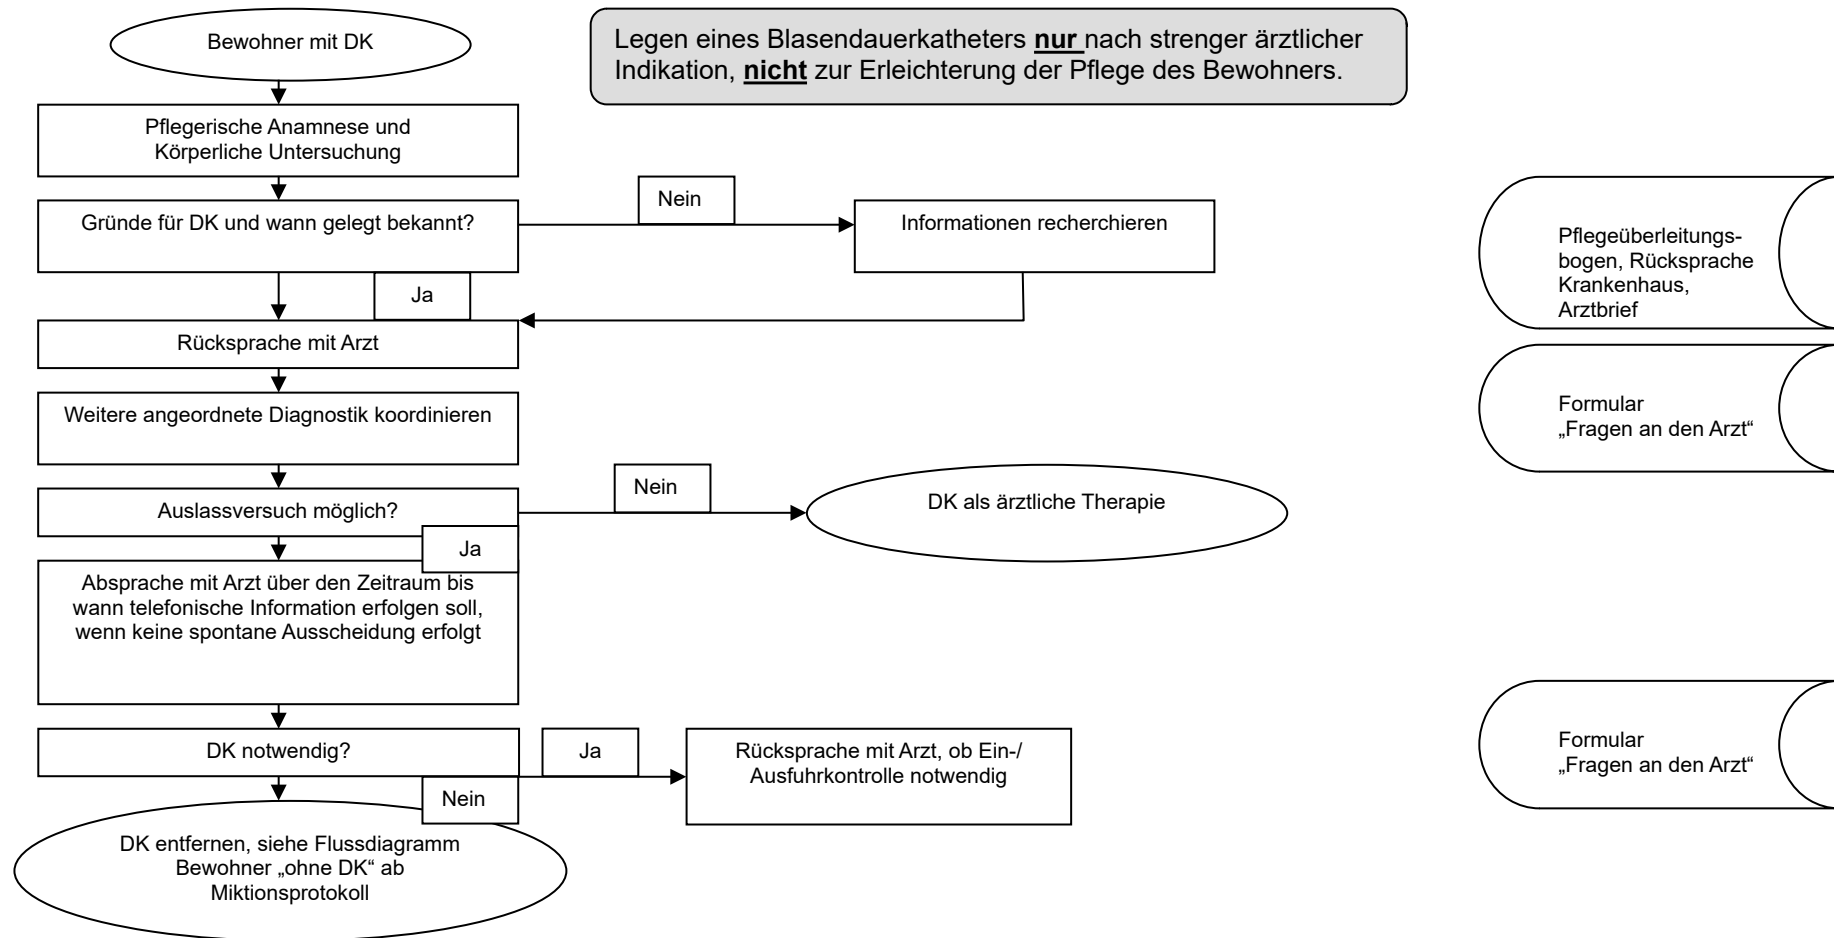 Bewohner mit DK
Legen eines Blasendauerkatheters nur nach strenger ärztlicher
Indikation, nicht zur Erleichterung der Pflege des Bewohners.
Pflegerische Anamnese und
Körperliche Untersuchung
Gründe für DK und wann gelegt bekannt?
Nein
Informationen recherchieren
Pflegeüberleitungs-
bogen, Rücksprache
Krankenhaus,
Arztbrief
Ja
Rücksprache mit Arzt
Weitere angeordnete Diagnostik koordinieren
Formular
„Fragen an den Arzt“
Auslassversuch möglich?
Nein
DK als ärztliche Therapie
Ja
Absprache mit Arzt über den Zeitraum bis
wann telefonische Information erfolgen soll,
wenn keine spontane Ausscheidung erfolgt
DK notwendig?
Ja
Rücksprache mit Arzt, ob Ein-/
Ausfuhrkontrolle notwendig
Formular
„Fragen an den Arzt“
Nein
DK entfernen, siehe Flussdiagramm
Bewohner „ohne DK“ ab
Miktionsprotokoll